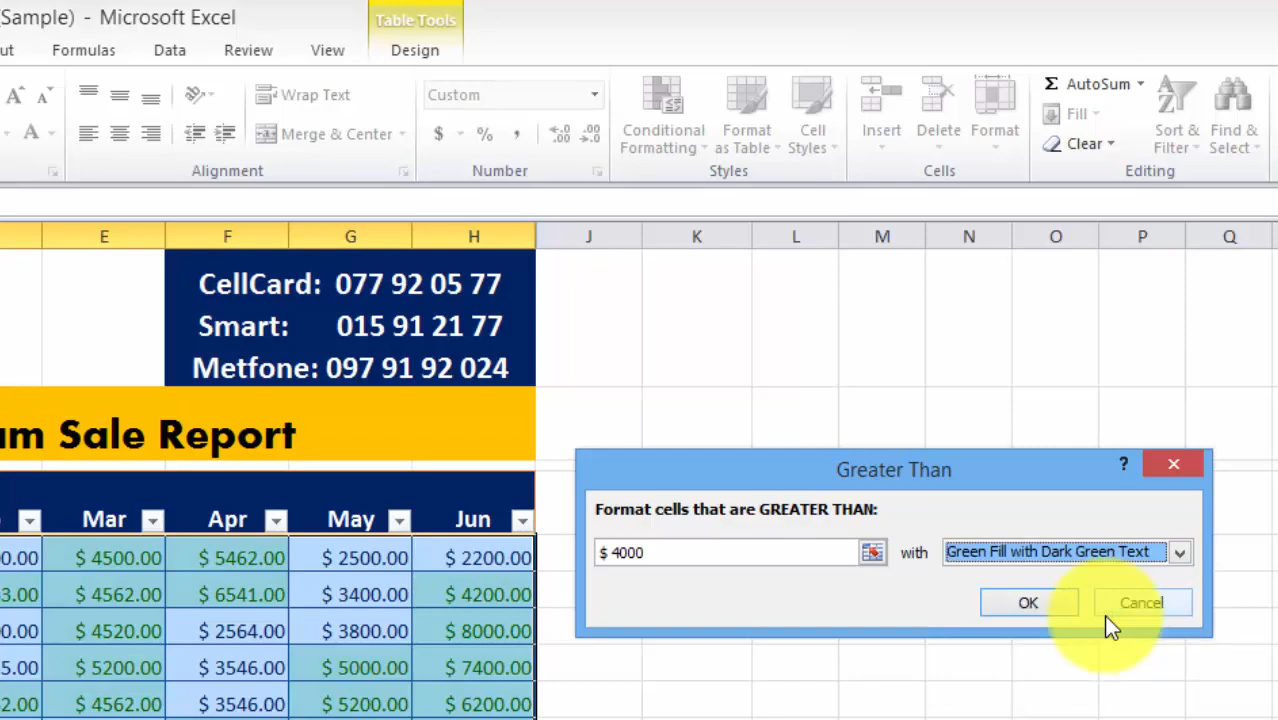 (Sample) - Microsoft Excel
Table Tools
Formulas Data Review View Design
Wrap Text
Merge & Center
Alignment
Custom
$ % ,
Number
Conditional Formatting
Format as Table
Cell Styles
Styles
Insert Delete Format
Cells
Σ AutoSum
Fill
Clear
Sort & Filter
Find & Select
Editing
E F G H J K L M N O P Q
CellCard: 077 92 05 77
Smart: 015 91 21 77
Metfone: 097 91 92 024
Sale Report
Mar Apr May Jun
$ 4500.00 $ 5462.00 $ 2500.00 $ 2200.00
$ 4562.00 $ 6541.00 $ 3400.00 $ 4200.00
$ 4520.00 $ 2564.00 $ 3800.00 $ 8000.00
$ 5200.00 $ 3546.00 $ 5000.00 $ 7400.00
$ 4562.00 $ 3546.00 $ 5200.00 $ 6200.00
Greater Than
?
Format cells that are GREATER THAN:
$ 4000 with Green Fill with Dark Green Text
OK Cancel